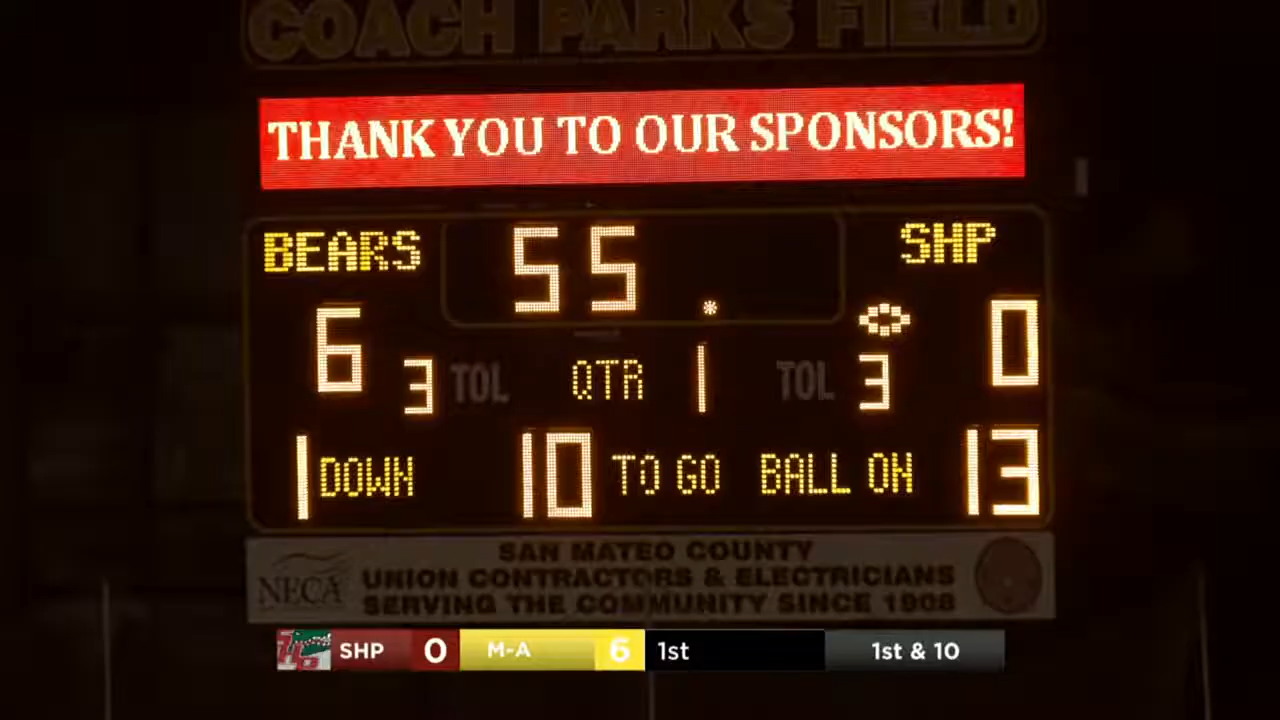 COACH PARKS FIELD
THANK YOU TO OUR SPONSORS!
BEARS 55. SHP
6 3 TOL QTR 1 TOL 3 0
1 DOWN 10 TO GO BALL ON 13
NECA
SAN MATEO COUNTY
UNION CONTRACTORS & ELECTRICIANS
SERVING THE COMMUNITY SINCE 1908
SHP 0 M-A 6 1st 1st & 10